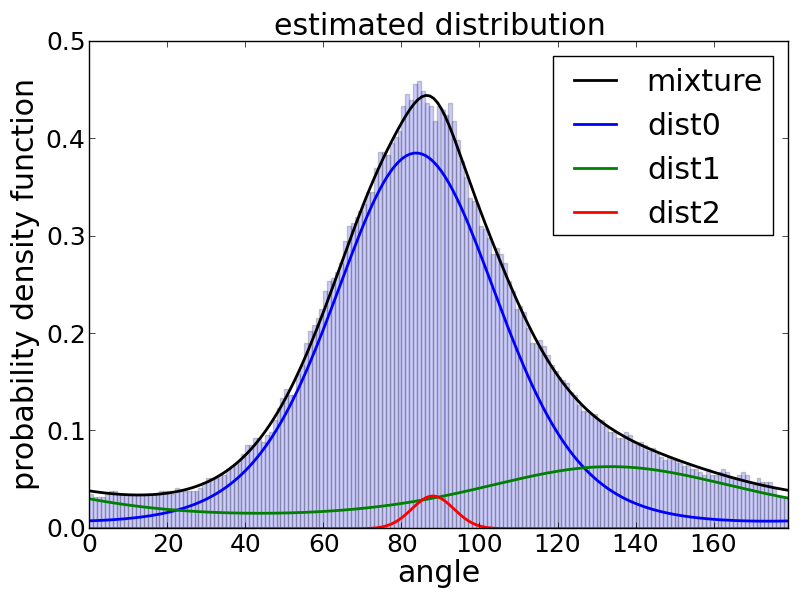 estimated distribution
probability density function
0.5
0.4
0.3
0.2
0.1
0.0
mixture
dist0
dist1
dist2
0 20 40 60 80 100 120 140 160
angle